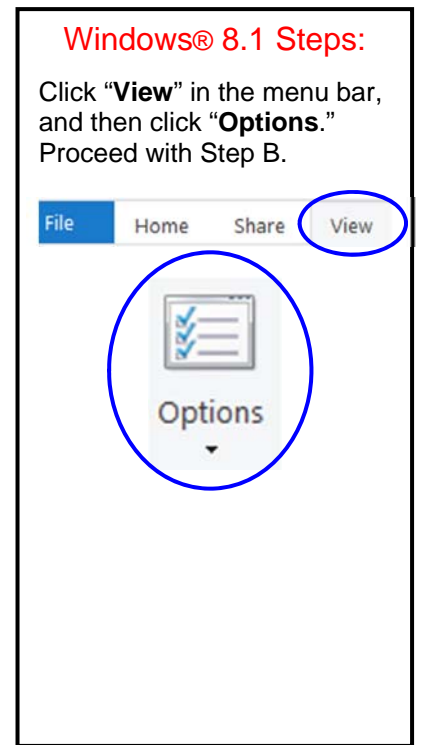 Windows® 8.1 Steps:
Click “View” in the menu bar,
and then click “Options.”
Proceed with Step B.
File Home Share View
Options